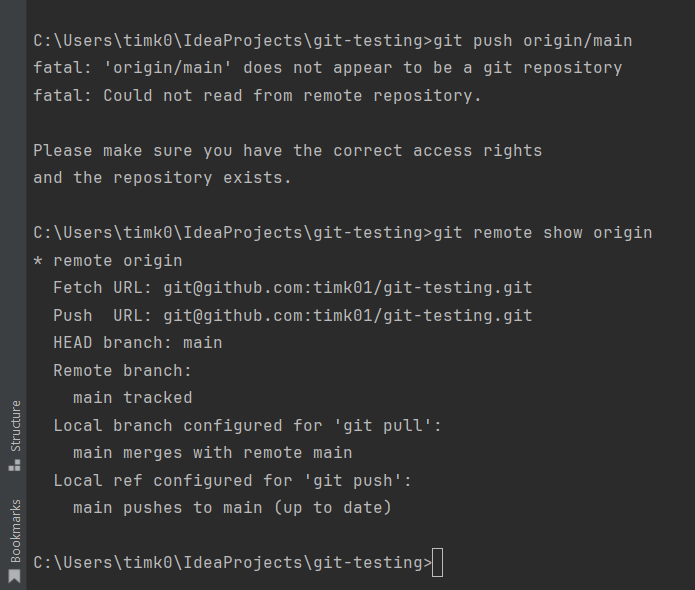 C:\Users\timk0\IdeaProjects\git-testing>git push origin/main
fatal: 'origin/main' does not appear to be a git repository
fatal: Could not read from remote repository.
Please make sure you have the correct access rights
and the repository exists.
C:\Users\timk0\IdeaProjects\git-testing>git remote show origin
* remote origin
  Fetch URL: git@github.com:timk01/git-testing.git
  Push  URL: git@github.com:timk01/git-testing.git
  HEAD branch: main
  Remote branch:
    main tracked
  Local branch configured for 'git pull':
    main merges with remote main
  Local ref configured for 'git push':
    main pushes to main (up to date)
C:\Users\timk0\IdeaProjects\git-testing>
Structure
Bookmarks